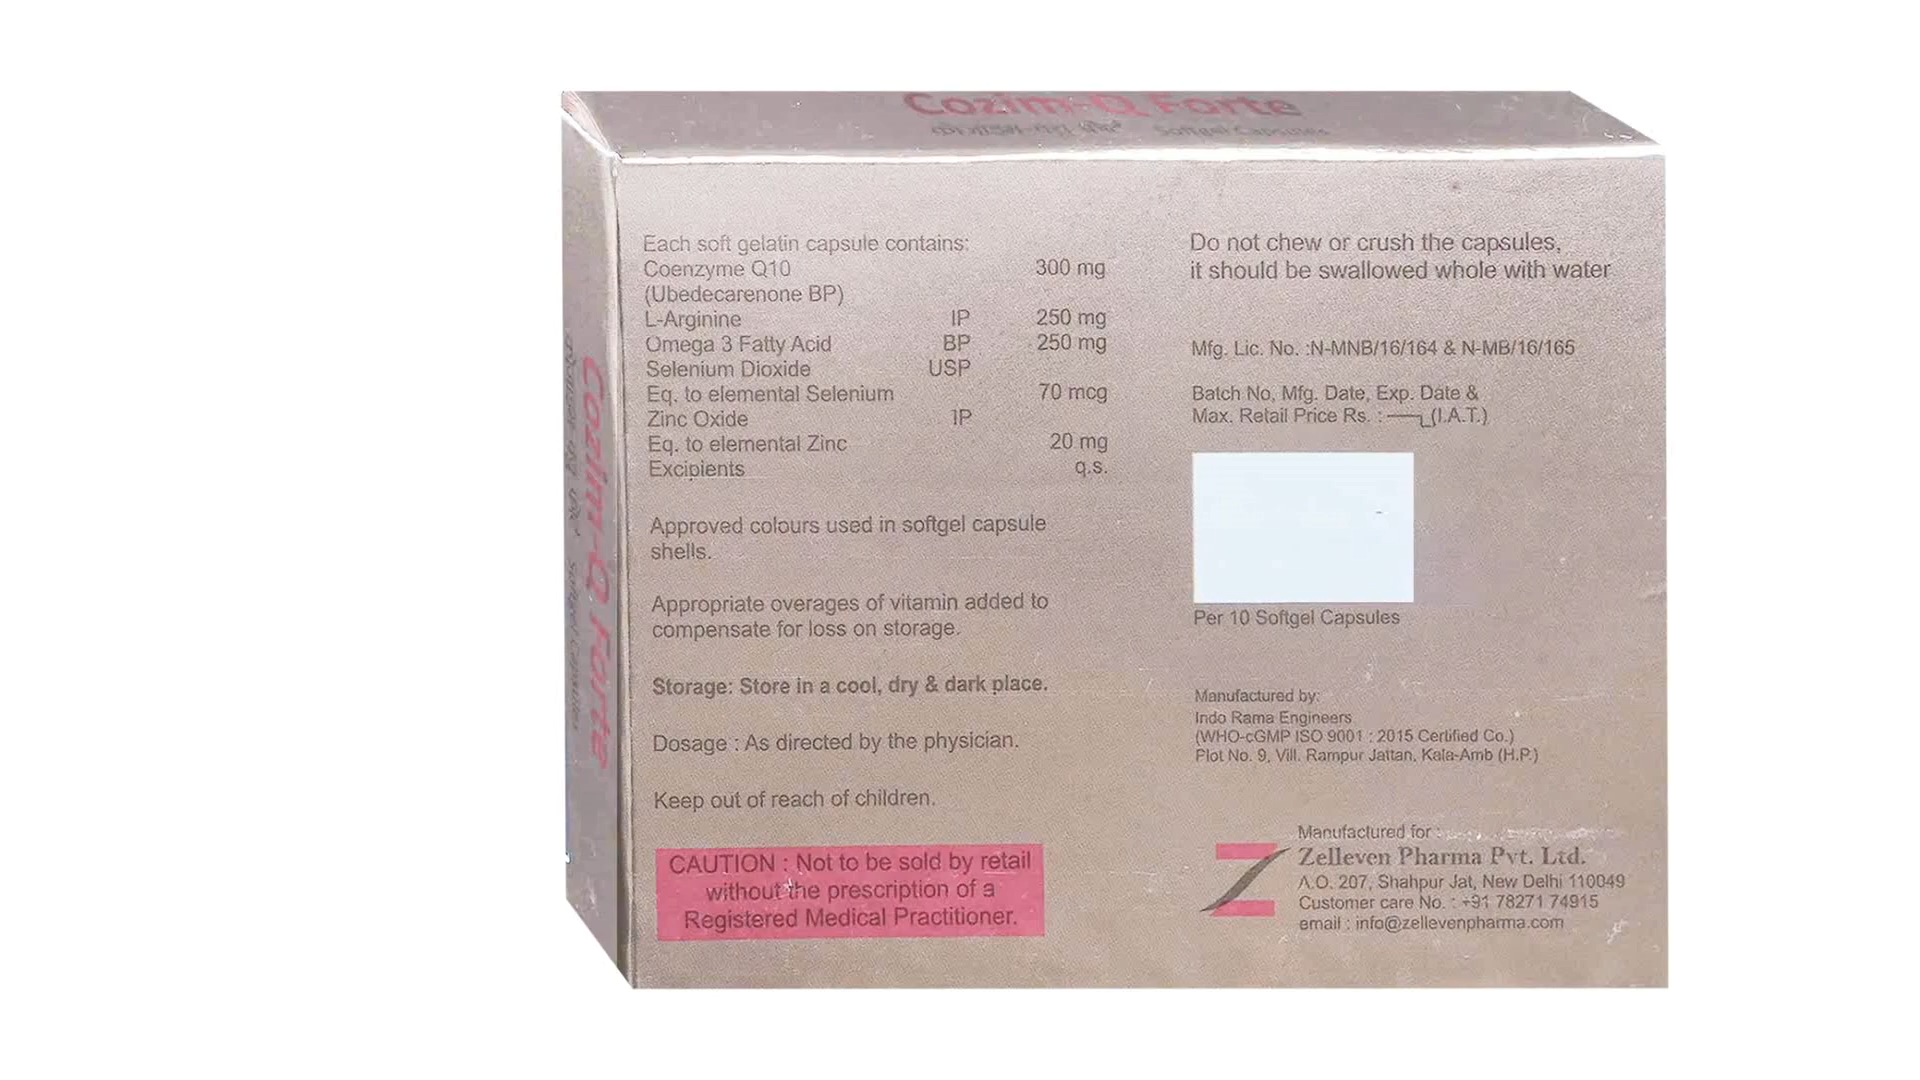 Cozim-Q Forte
Softgel Capsules
Each soft gelatin capsule contains:
Coenzyme Q10 300 mg
(Ubedecarenone BP)
L-Arginine IP 250 mg
Omega 3 Fatty Acid BP 250 mg
Selenium Dioxide USP
Eq. to elemental Selenium 70 mcg
Zinc Oxide IP
Eq. to elemental Zinc 20 mg
Excipients q.s.
Approved colours used in softgel capsule
shells.
Appropriate overages of vitamin added to
compensate for loss on storage.
Storage: Store in a cool, dry & dark place.
Dosage : As directed by the physician.
Keep out of reach of children.
CAUTION : Not to be sold by retail
without the prescription of a
Registered Medical Practitioner.
Do not chew or crush the capsules,
it should be swallowed whole with water
Mfg. Lic. No. :N-MNB/16/164 & N-MB/16/165
Batch No, Mfg. Date, Exp. Date &
Max. Retail Price Rs. : (I.A.T.)
Per 10 Softgel Capsules
Manufactured by:
Indo Rama Engineers
(WHO-cGMP ISO 9001 : 2015 Certified Co.)
Plot No. 9, Vill. Rampur Jattan, Kala-Amb (H.P.)
Manufactured for :
Zelleven Pharma Pvt. Ltd.
A.O. 207, Shahpur Jat, New Delhi 110049
Customer care No. : +91 78271 74915
email : info@zellevenpharma.com
Cozim-Q Forte
Softgel Capsules